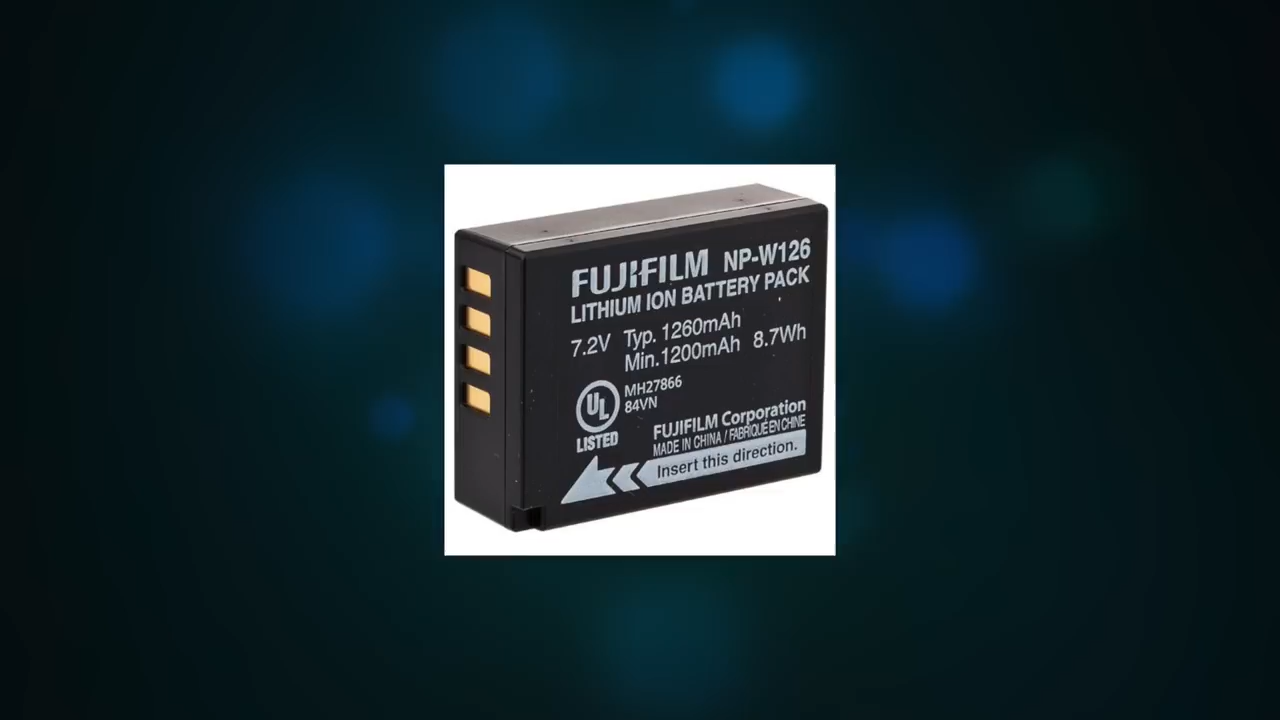 FUJIFILM NP-W126
LITHIUM ION BATTERY PACK
7.2V Typ. 1260mAh
Min. 1200mAh 8.7Wh
MH27866
84VN
UL
LISTED
FUJIFILM Corporation
MADE IN CHINA / FABRIQUÉ EN CHINE
Insert this direction.